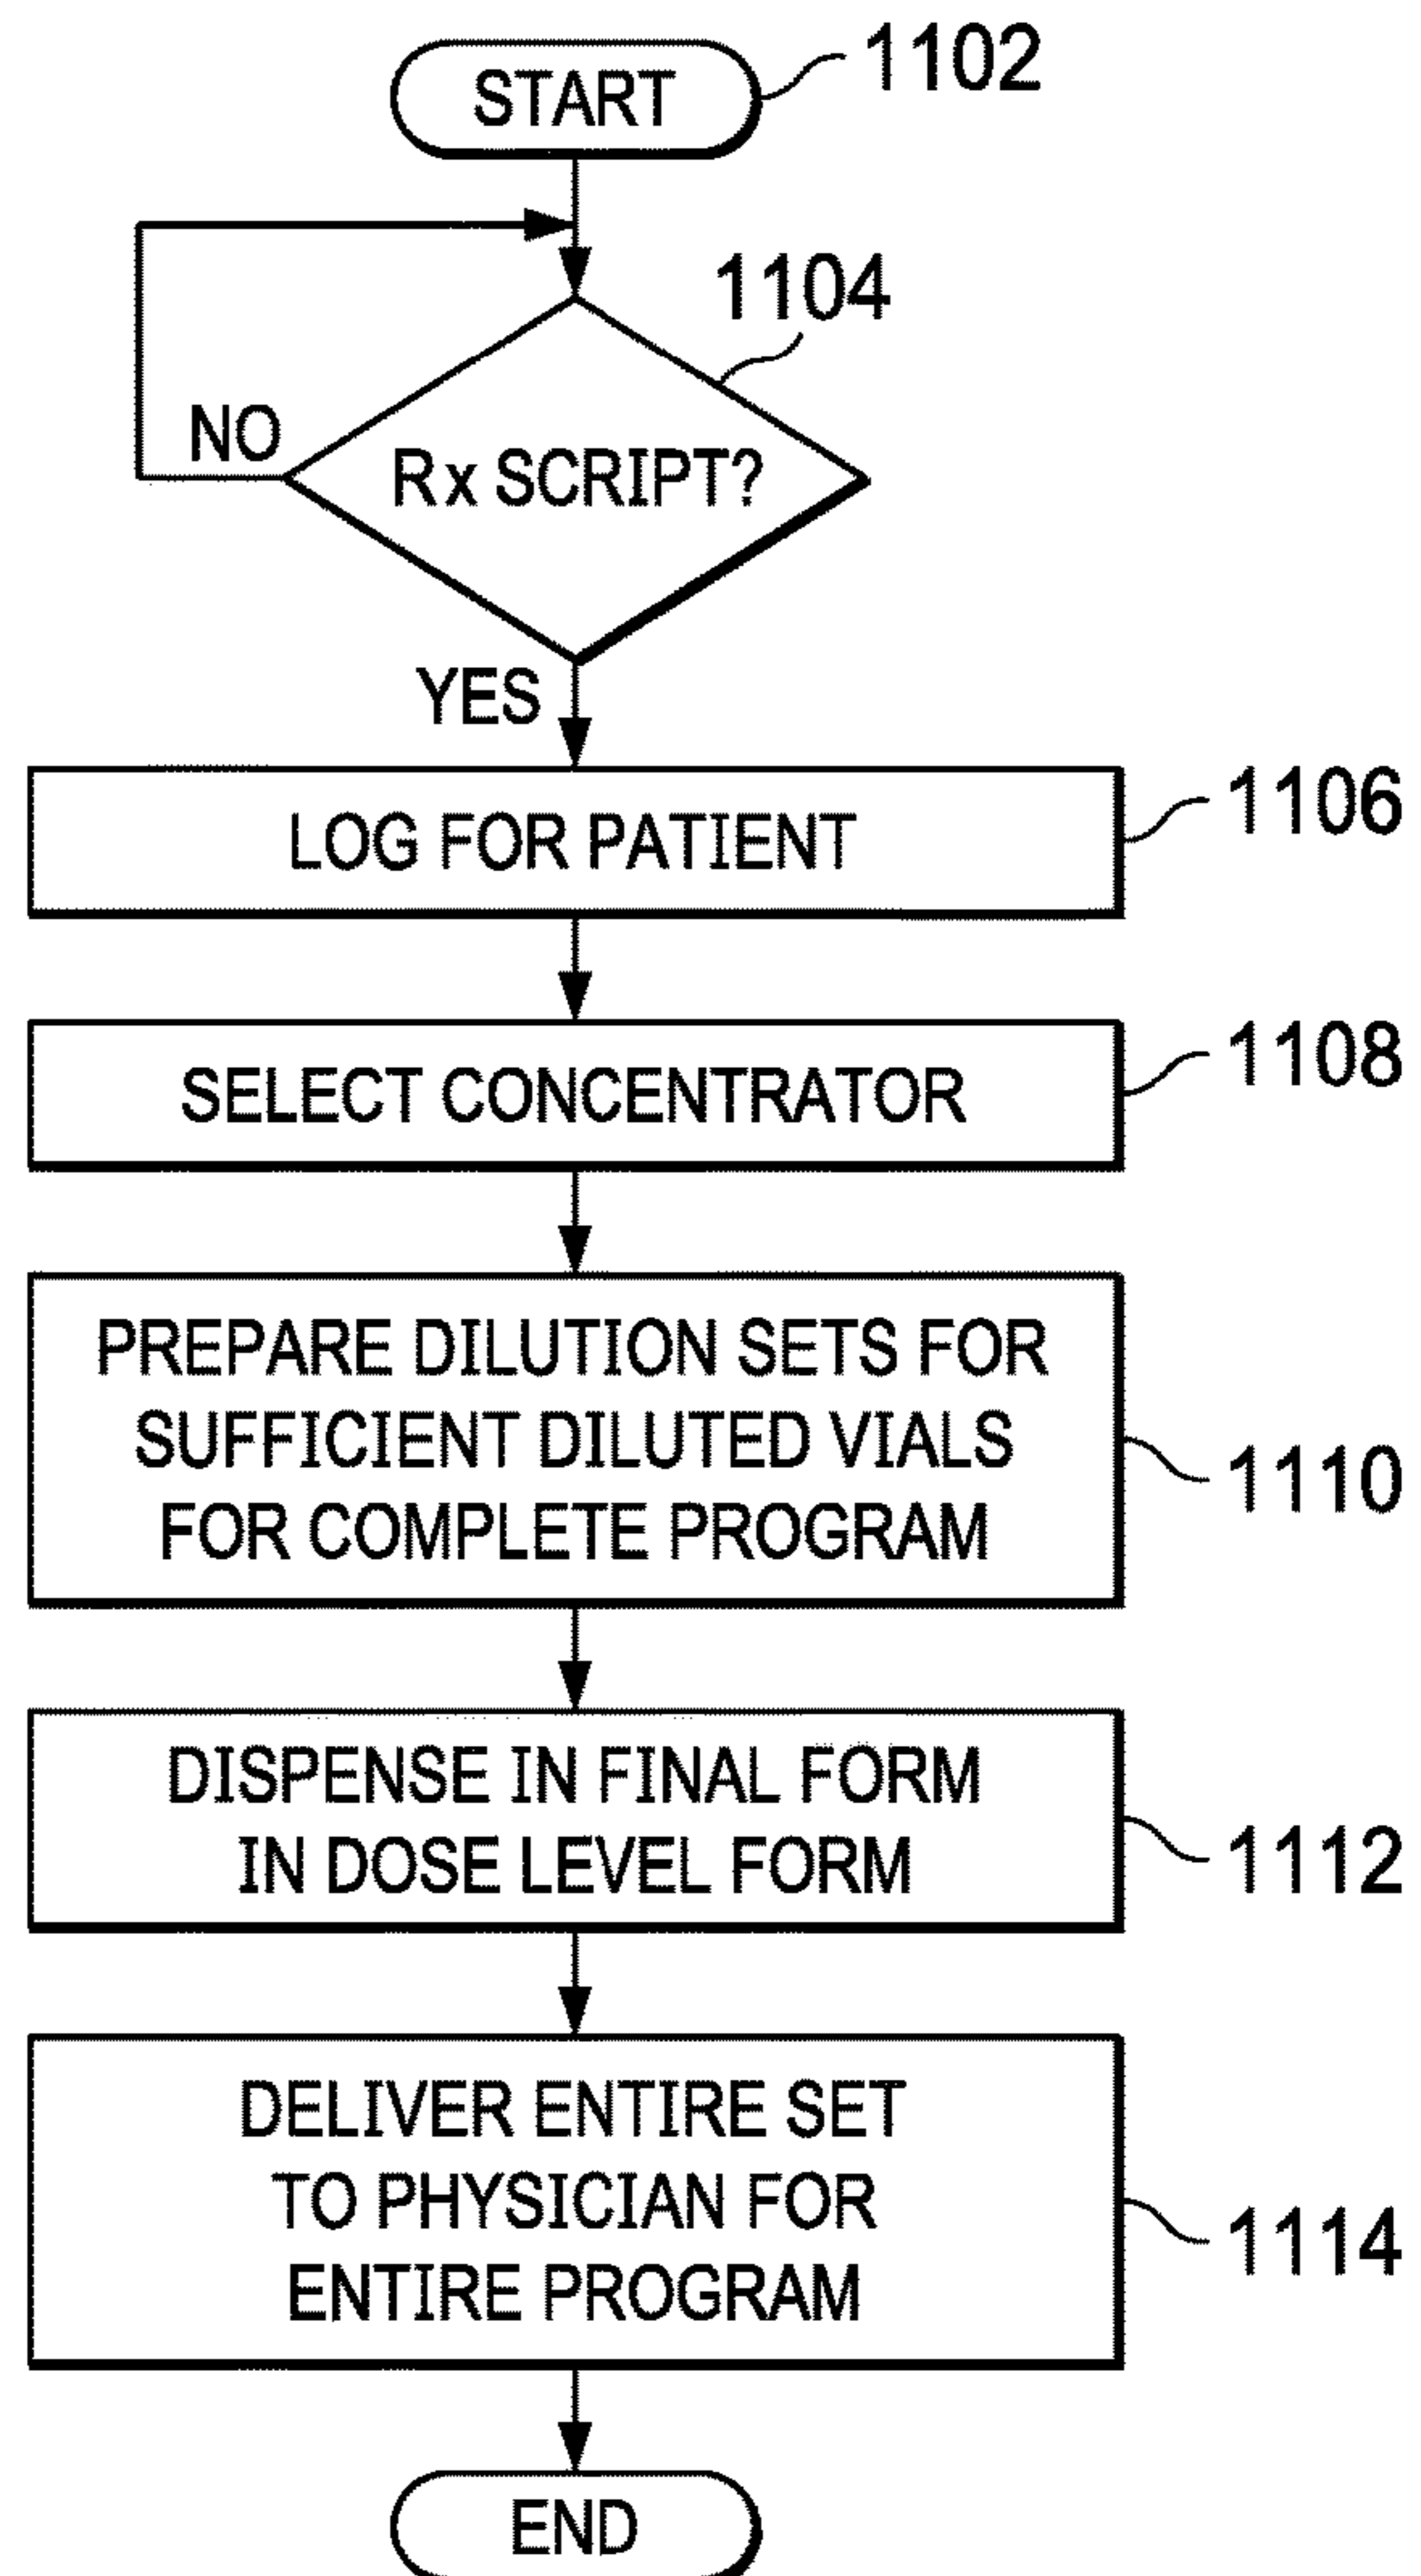 START
1102
1104
NO
Rx SCRIPT?
YES
LOG FOR PATIENT
1106
SELECT CONCENTRATOR
1108
PREPARE DILUTION SETS FOR
SUFFICIENT DILUTED VIALS
FOR COMPLETE PROGRAM
1110
DISPENSE IN FINAL FORM
IN DOSE LEVEL FORM
1112
DELIVER ENTIRE SET
TO PHYSICIAN FOR
ENTIRE PROGRAM
1114
END